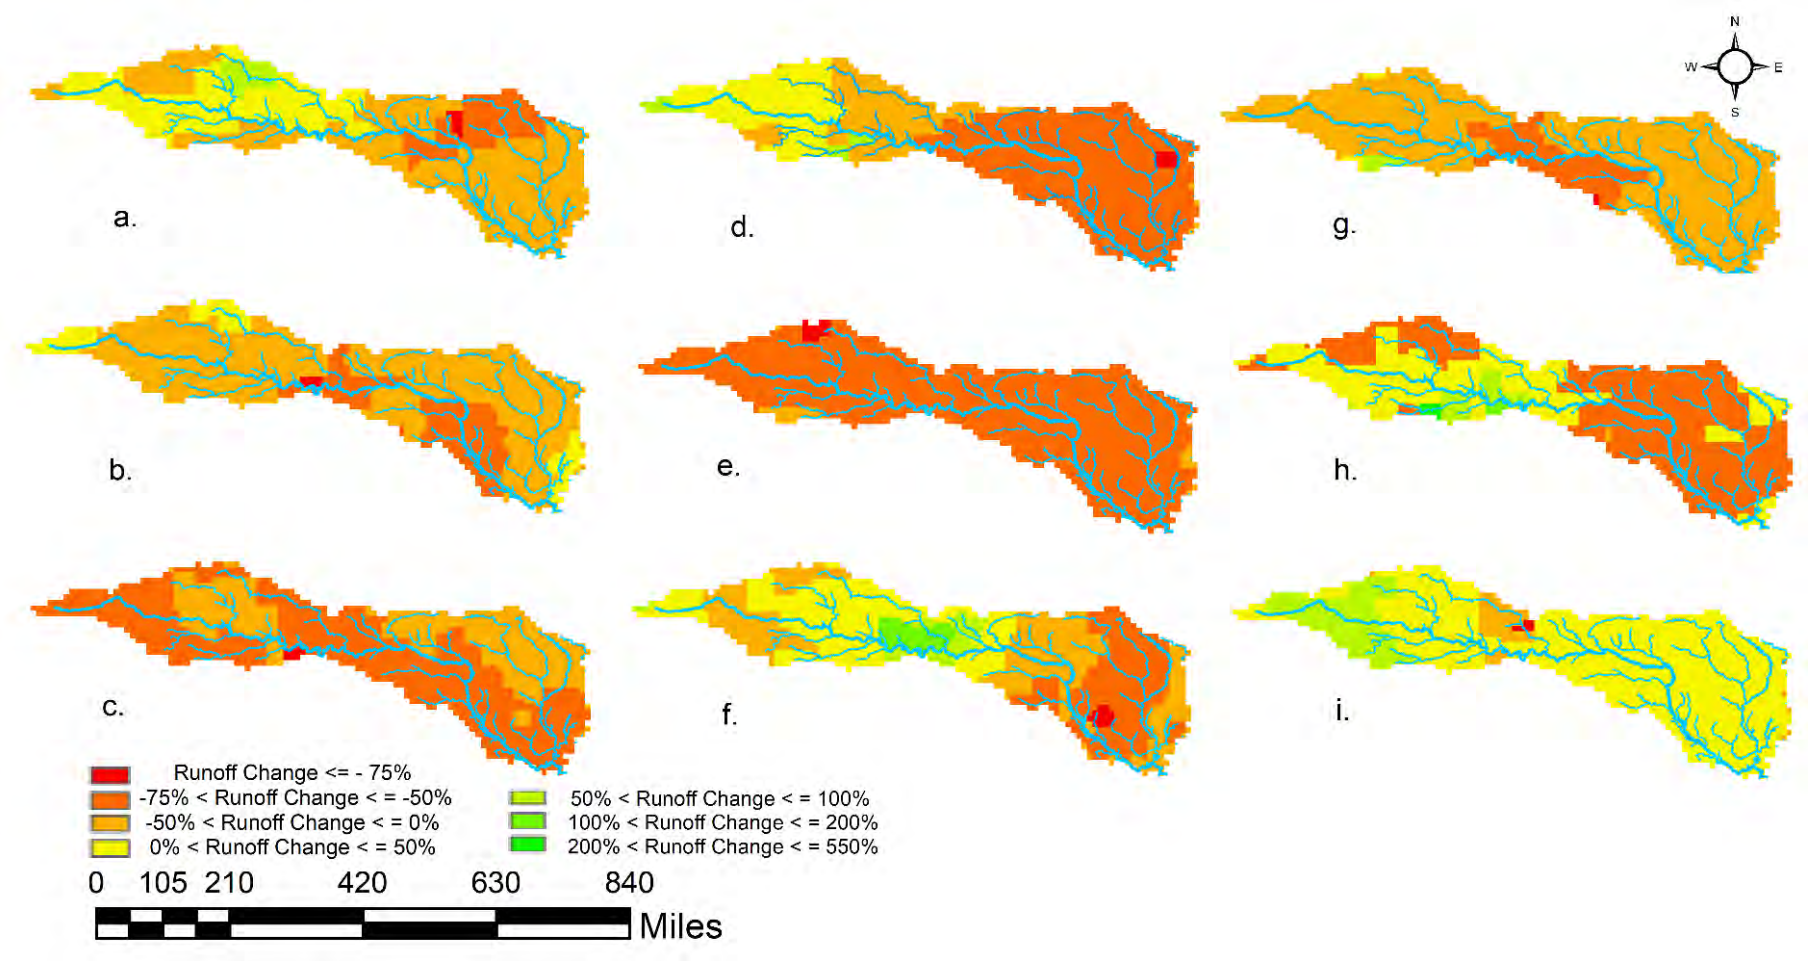 N
W E
S
a.
d.
g.
b.
e.
h.
c.
f.
i.
Runoff Change <= - 75%
-75% < Runoff Change < = -50%
-50% < Runoff Change < = 0%
0% < Runoff Change < = 50%
50% < Runoff Change < = 100%
100% < Runoff Change < = 200%
200% < Runoff Change < = 550%
0 105 210 420 630 840
Miles